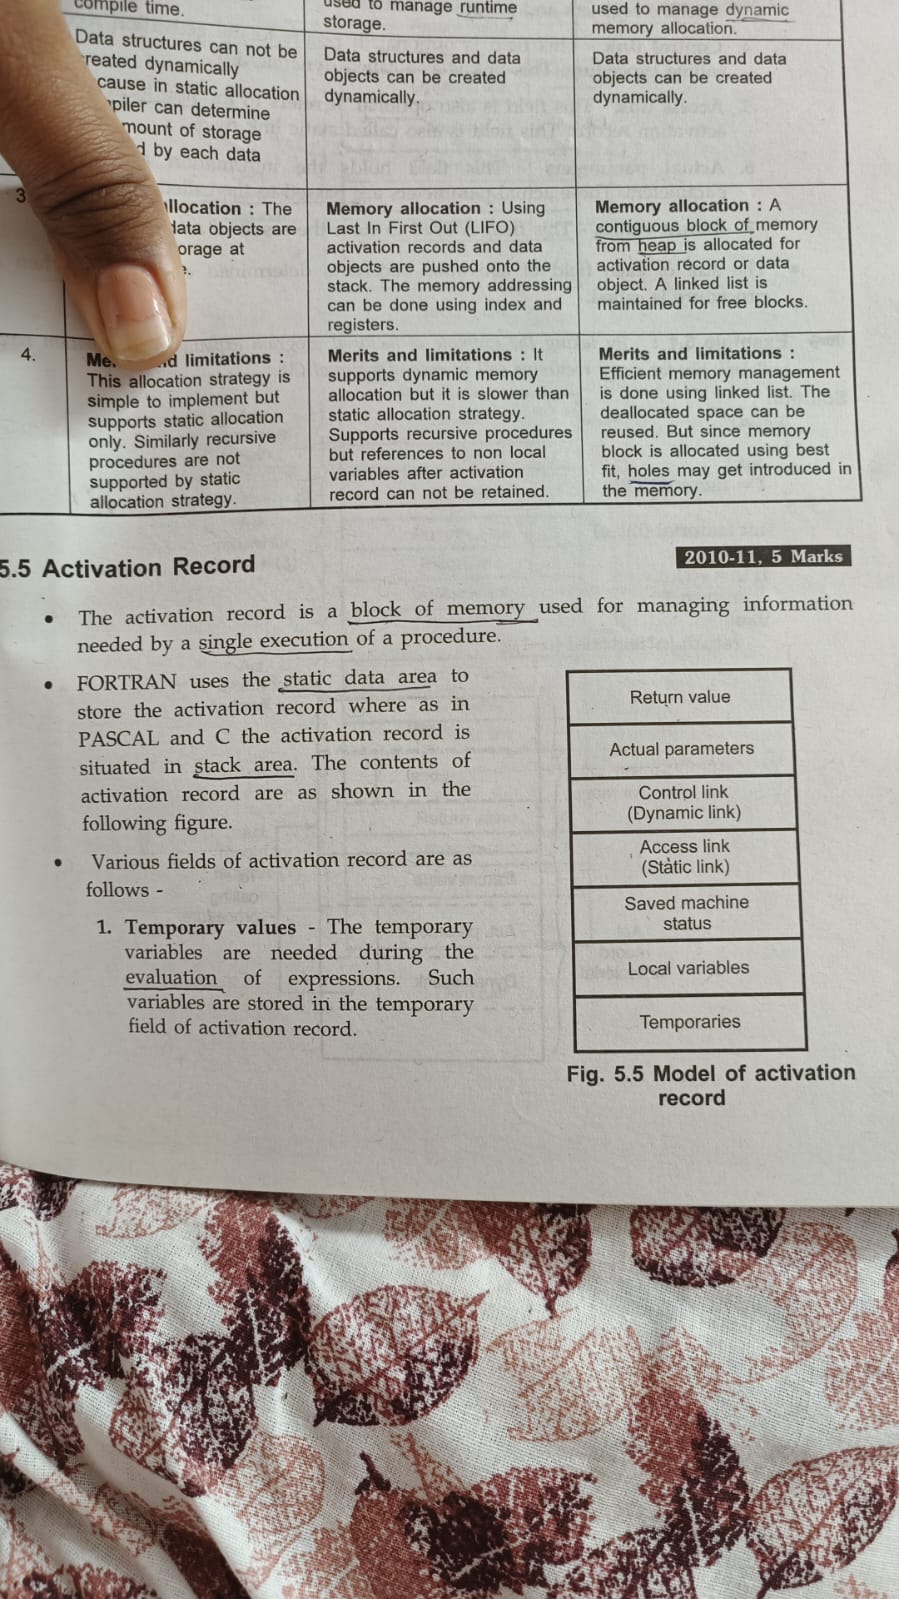 compile time.
used to manage runtime
storage.
used to manage dynamic
memory allocation.
Data structures can not be
reated dynamically
cause in static allocation
piler can determine
mount of storage
d by each data
Data structures and data
objects can be created
dynamically.
Data structures and data
objects can be created
dynamically.
3
llocation : The
data objects are
orage at
e.
Memory allocation : Using
Last In First Out (LIFO)
activation records and data
objects are pushed onto the
stack. The memory addressing
can be done using index and
registers.
Memory allocation : A
contiguous block of memory
from heap is allocated for
activation record or data
object. A linked list is
maintained for free blocks.
4.
Me d limitations :
This allocation strategy is
simple to implement but
supports static allocation
only. Similarly recursive
procedures are not
supported by static
allocation strategy.
Merits and limitations : It
supports dynamic memory
allocation but it is slower than
static allocation strategy.
Supports recursive procedures
but references to non local
variables after activation
record can not be retained.
Merits and limitations :
Efficient memory management
is done using linked list. The
deallocated space can be
reused. But since memory
block is allocated using best
fit, holes may get introduced in
the memory.
5.5 Activation Record
2010-11, 5 Marks
• The activation record is a block of memory used for managing information
needed by a single execution of a procedure.
• FORTRAN uses the static data area to
store the activation record where as in
PASCAL and C the activation record is
situated in stack area. The contents of
activation record are as shown in the
following figure.
• Various fields of activation record are as
follows -
1. Temporary values - The temporary
variables are needed during the
evaluation of expressions. Such
variables are stored in the temporary
field of activation record.
Return value
Actual parameters
Control link
(Dynamic link)
Access link
(Static link)
Saved machine
status
Local variables
Temporaries
Fig. 5.5 Model of activation
record